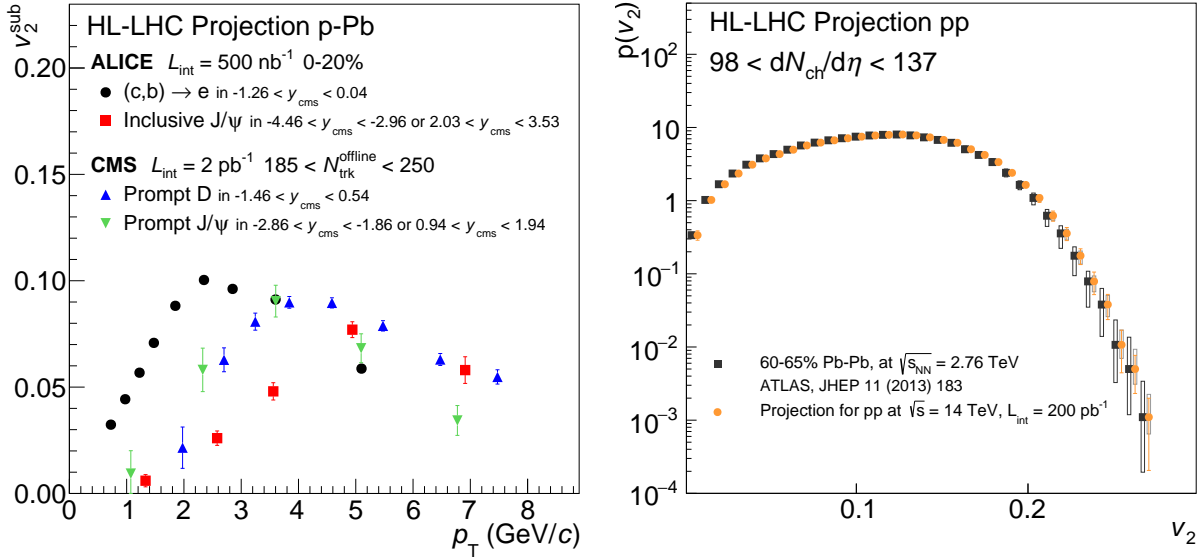 HL-LHC Projection p-Pb
ALICE L_int = 500 nb⁻¹ 0-20%
(c,b) → e in -1.26 < y_cms < 0.04
Inclusive J/ψ in -4.46 < y_cms < -2.96 or 2.03 < y_cms < 3.53
CMS L_int = 2 pb⁻¹ 185 < N_trk^offline < 250
Prompt D in -1.46 < y_cms < 0.54
Prompt J/ψ in -2.86 < y_cms < -1.86 or 0.94 < y_cms < 1.94
v₂^sub
0.20
0.15
0.10
0.05
0.00
0 1 2 3 4 5 6 7 8
p_T (GeV/c)
HL-LHC Projection pp
98 < dN_ch/dη < 137
p(v₂)
10²
10
1
10⁻¹
10⁻²
10⁻³
10⁻⁴
60-65% Pb-Pb, at √s_NN = 2.76 TeV
ATLAS, JHEP 11 (2013) 183
Projection for pp at √s = 14 TeV, L_int = 200 pb⁻¹
0.1 0.2
v₂